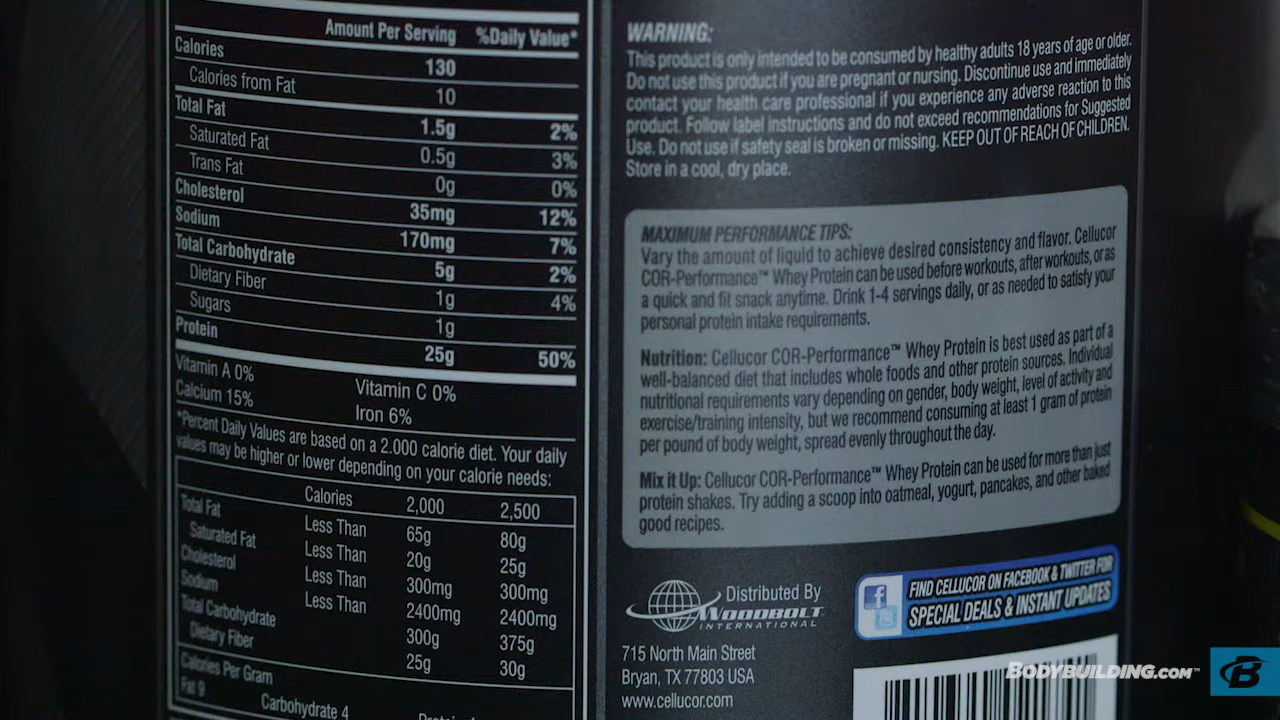 Amount Per Serving %Daily Value*
Calories 130
Calories from Fat 10
Total Fat 1.5g 2%
Saturated Fat 0.5g 3%
Trans Fat 0g 0%
Cholesterol 35mg 12%
Sodium 170mg 7%
Total Carbohydrate 5g 2%
Dietary Fiber 1g 4%
Sugars 1g
Protein 25g 50%
Vitamin A 0% Vitamin C 0%
Calcium 15% Iron 6%
*Percent Daily Values are based on a 2.000 calorie diet. Your daily
values may be higher or lower depending on your calorie needs:
Calories 2,000 2,500
Total Fat Less Than 65g 80g
Saturated Fat Less Than 20g 25g
Cholesterol Less Than 300mg 300mg
Sodium Less Than 2400mg 2400mg
Total Carbohydrate 300g 375g
Dietary Fiber 25g 30g
Calories Per Gram
Fat 9 Carbohydrate 4
WARNING:
This product is only intended to be consumed by healthy adults 18 years of age or older.
Do not use this product if you are pregnant or nursing. Discontinue use and immediately
contact your health care professional if you experience any adverse reaction to this
product. Follow label instructions and do not exceed recommendations for Suggested
Use. Do not use if safety seal is broken or missing. KEEP OUT OF REACH OF CHILDREN.
Store in a cool, dry place.
MAXIMUM PERFORMANCE TIPS:
Vary the amount of liquid to achieve desired consistency and flavor. Cellucor
COR-Performance™ Whey Protein can be used before workouts, after workouts, or as
a quick and fit snack anytime. Drink 1-4 servings daily, or as needed to satisfy your
personal protein intake requirements.
Nutrition: Cellucor COR-Performance™ Whey Protein is best used as part of a
well-balanced diet that includes whole foods and other protein sources. Individual
nutritional requirements vary depending on gender, body weight, level of activity and
exercise/training intensity, but we recommend consuming at least 1 gram of protein
per pound of body weight, spread evenly throughout the day.
Mix it Up: Cellucor COR-Performance™ Whey Protein can be used for more than just
protein shakes. Try adding a scoop into oatmeal, yogurt, pancakes, and other baked
good recipes.
Distributed By
WOODBOLT
INTERNATIONAL
FIND CELLUCOR ON FACEBOOK & TWITTER FOR
SPECIAL DEALS & INSTANT UPDATES
715 North Main Street
Bryan, TX 77803 USA
www.cellucor.com
BODYBUILDING.COM™ B